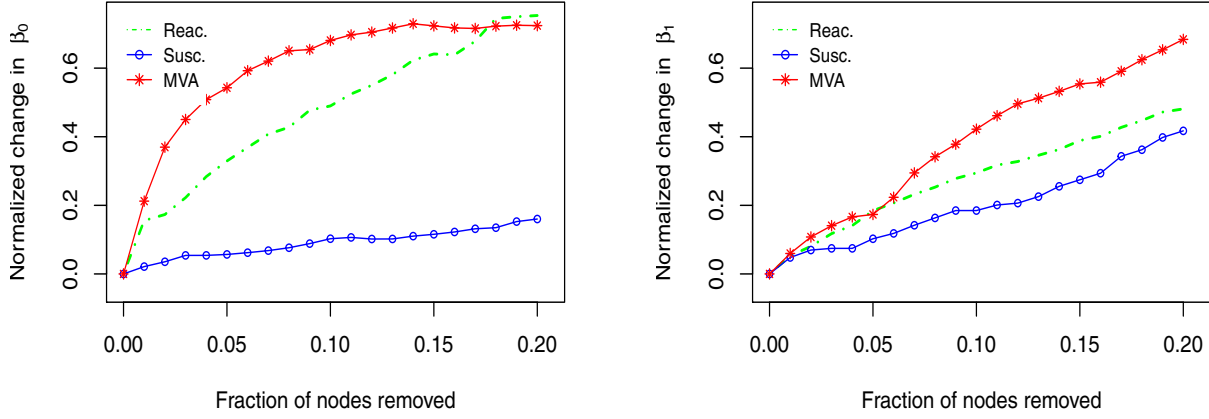 Normalized change in β0
0.0
0.2
0.4
0.6
Reac.
Susc.
MVA
0.00
0.05
0.10
0.15
0.20
Fraction of nodes removed
Normalized change in β1
0.0
0.2
0.4
0.6
Reac.
Susc.
MVA
0.00
0.05
0.10
0.15
0.20
Fraction of nodes removed